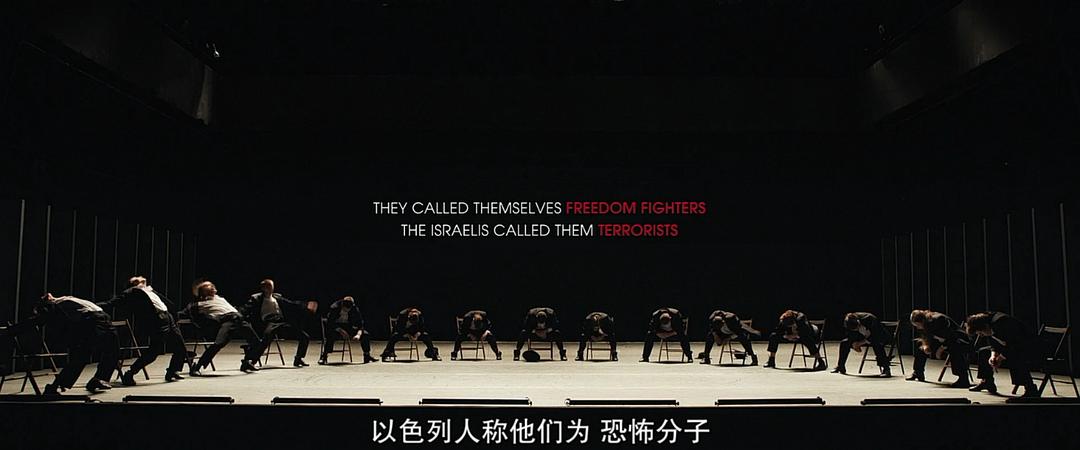 THEY CALLED THEMSELVES FREEDOM FIGHTERS
THE ISRAELIS CALLED THEM TERRORISTS
以色列人称他们为 恐怖分子